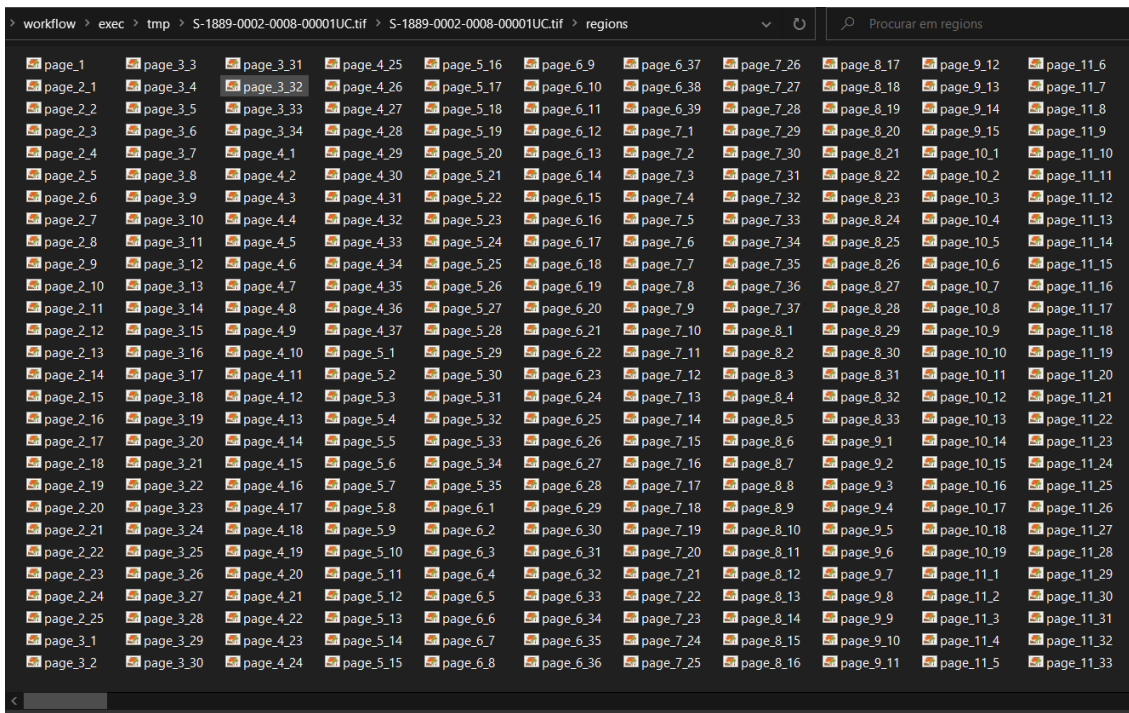 workflow > exec > tmp > S-1889-0002-0008-00001UC.tif > S-1889-0002-0008-00001UC.tif > regions
Procurar em regions
page_1
page_2_1
page_2_2
page_2_3
page_2_4
page_2_5
page_2_6
page_2_7
page_2_8
page_2_9
page_2_10
page_2_11
page_2_12
page_2_13
page_2_14
page_2_15
page_2_16
page_2_17
page_2_18
page_2_19
page_2_20
page_2_21
page_2_22
page_2_23
page_2_24
page_2_25
page_3_1
page_3_2
page_3_3
page_3_4
page_3_5
page_3_6
page_3_7
page_3_8
page_3_9
page_3_10
page_3_11
page_3_12
page_3_13
page_3_14
page_3_15
page_3_16
page_3_17
page_3_18
page_3_19
page_3_20
page_3_21
page_3_22
page_3_23
page_3_24
page_3_25
page_3_26
page_3_27
page_3_28
page_3_29
page_3_30
page_3_31
page_3_32
page_3_33
page_3_34
page_4_1
page_4_2
page_4_3
page_4_4
page_4_5
page_4_6
page_4_7
page_4_8
page_4_9
page_4_10
page_4_11
page_4_12
page_4_13
page_4_14
page_4_15
page_4_16
page_4_17
page_4_18
page_4_19
page_4_20
page_4_21
page_4_22
page_4_23
page_4_24
page_4_25
page_4_26
page_4_27
page_4_28
page_4_29
page_4_30
page_4_31
page_4_32
page_4_33
page_4_34
page_4_35
page_4_36
page_4_37
page_5_1
page_5_2
page_5_3
page_5_4
page_5_5
page_5_6
page_5_7
page_5_8
page_5_9
page_5_10
page_5_11
page_5_12
page_5_13
page_5_14
page_5_15
page_5_16
page_5_17
page_5_18
page_5_19
page_5_20
page_5_21
page_5_22
page_5_23
page_5_24
page_5_25
page_5_26
page_5_27
page_5_28
page_5_29
page_5_30
page_5_31
page_5_32
page_5_33
page_5_34
page_5_35
page_6_1
page_6_2
page_6_3
page_6_4
page_6_5
page_6_6
page_6_7
page_6_8
page_6_9
page_6_10
page_6_11
page_6_12
page_6_13
page_6_14
page_6_15
page_6_16
page_6_17
page_6_18
page_6_19
page_6_20
page_6_21
page_6_22
page_6_23
page_6_24
page_6_25
page_6_26
page_6_27
page_6_28
page_6_29
page_6_30
page_6_31
page_6_32
page_6_33
page_6_34
page_6_35
page_6_36
page_6_37
page_6_38
page_6_39
page_7_1
page_7_2
page_7_3
page_7_4
page_7_5
page_7_6
page_7_7
page_7_8
page_7_9
page_7_10
page_7_11
page_7_12
page_7_13
page_7_14
page_7_15
page_7_16
page_7_17
page_7_18
page_7_19
page_7_20
page_7_21
page_7_22
page_7_23
page_7_24
page_7_25
page_7_26
page_7_27
page_7_28
page_7_29
page_7_30
page_7_31
page_7_32
page_7_33
page_7_34
page_7_35
page_7_36
page_7_37
page_8_1
page_8_2
page_8_3
page_8_4
page_8_5
page_8_6
page_8_7
page_8_8
page_8_9
page_8_10
page_8_11
page_8_12
page_8_13
page_8_14
page_8_15
page_8_16
page_8_17
page_8_18
page_8_19
page_8_20
page_8_21
page_8_22
page_8_23
page_8_24
page_8_25
page_8_26
page_8_27
page_8_28
page_8_29
page_8_30
page_8_31
page_8_32
page_8_33
page_9_1
page_9_2
page_9_3
page_9_4
page_9_5
page_9_6
page_9_7
page_9_8
page_9_9
page_9_10
page_9_11
page_9_12
page_9_13
page_9_14
page_9_15
page_10_1
page_10_2
page_10_3
page_10_4
page_10_5
page_10_6
page_10_7
page_10_8
page_10_9
page_10_10
page_10_11
page_10_12
page_10_13
page_10_14
page_10_15
page_10_16
page_10_17
page_10_18
page_10_19
page_11_1
page_11_2
page_11_3
page_11_4
page_11_5
page_11_6
page_11_7
page_11_8
page_11_9
page_11_10
page_11_11
page_11_12
page_11_13
page_11_14
page_11_15
page_11_16
page_11_17
page_11_18
page_11_19
page_11_20
page_11_21
page_11_22
page_11_23
page_11_24
page_11_25
page_11_26
page_11_27
page_11_28
page_11_29
page_11_30
page_11_31
page_11_32
page_11_33